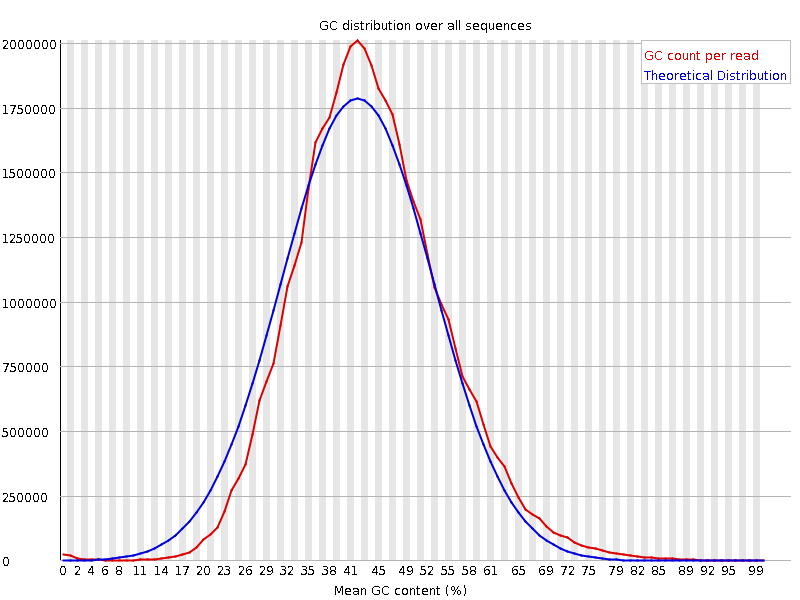 GC distribution over all sequences
GC count per read
Theoretical Distribution
2000000
1750000
1500000
1250000
1000000
750000
500000
250000
0
0 2 4 6 8 11 14 17 20 23 26 29 32 35 38 41 45 49 52 55 58 61 65 69 72 75 79 82 85 89 92 95 99
Mean GC content (%)